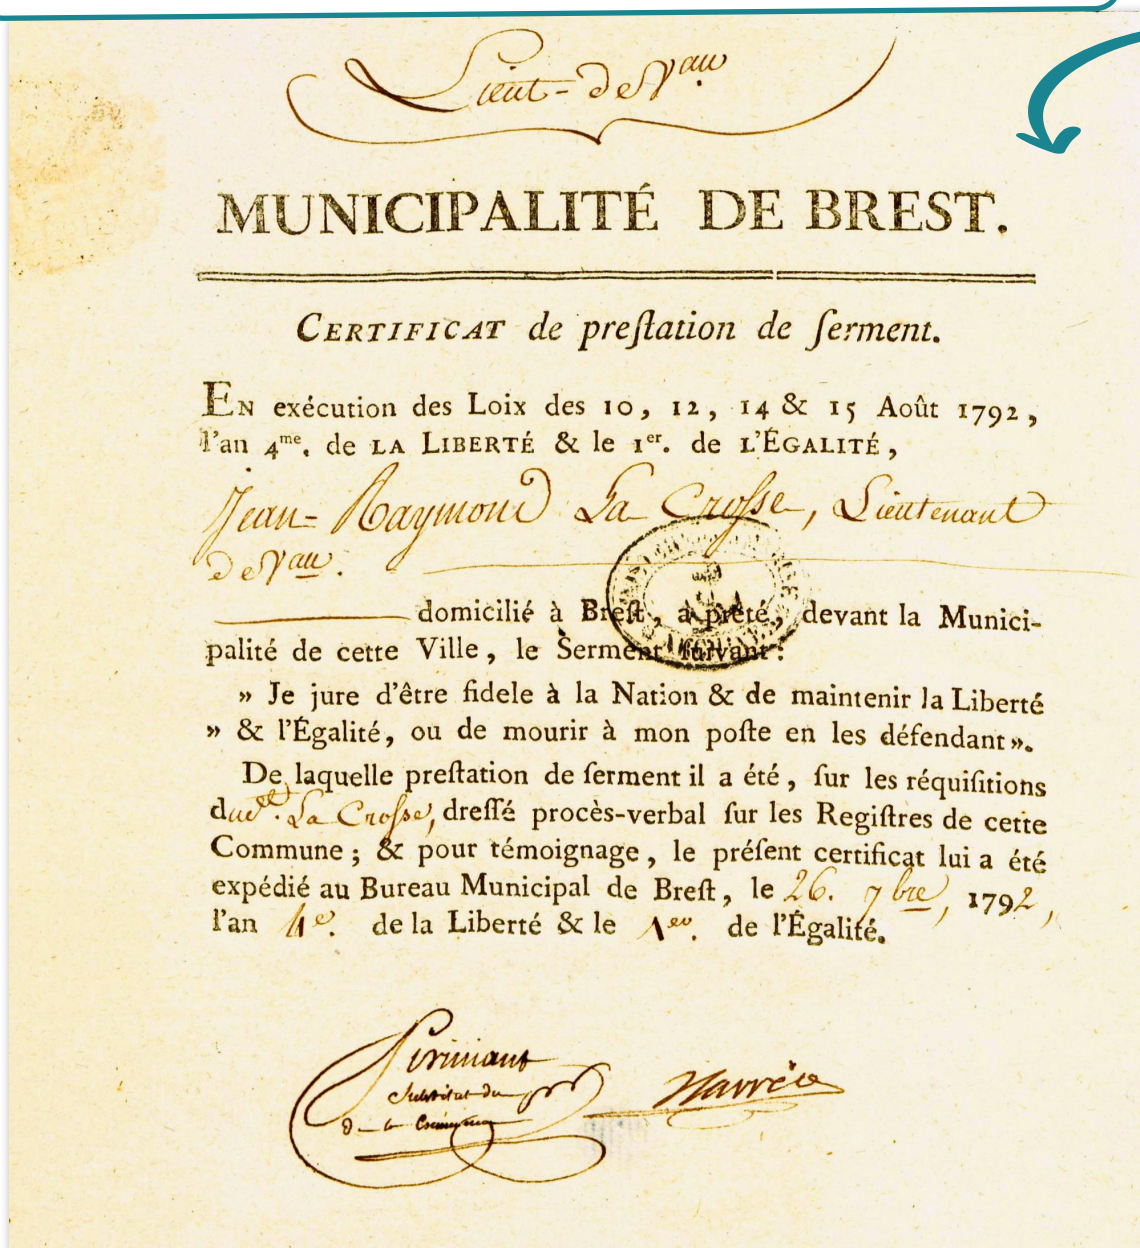 Lieut- de Vau.
MUNICIPALITÉ DE BREST.
CERTIFICAT de preſtation de ſerment.
EN exécution des Loix des 10, 12, 14 & 15 Août 1792,
l'an 4me. de LA LIBERTÉ & le 1er. de L'ÉGALITÉ,
Jean-Raymond La Croſse, Lieutenant
de Vau.
domicilié à Breſt, a prêté, devant la Munici-
palité de cette Ville, le Serment ſuivant:
» Je jure d'être fidele à la Nation & de maintenir la Liberté
» & l'Égalité, ou de mourir à mon poſte en les défendant ».
De laquelle preſtation de ſerment il a été, ſur les réquiſitions
dud. La Croſse, dreſſé procès-verbal ſur les Regiſtres de cette
Commune; & pour témoignage, le préſent certificat lui a été
expédié au Bureau Municipal de Breſt, le 26. 7bre, 1792,
l'an 4e. de la Liberté & le 1er. de l'Égalité.
Substitut du